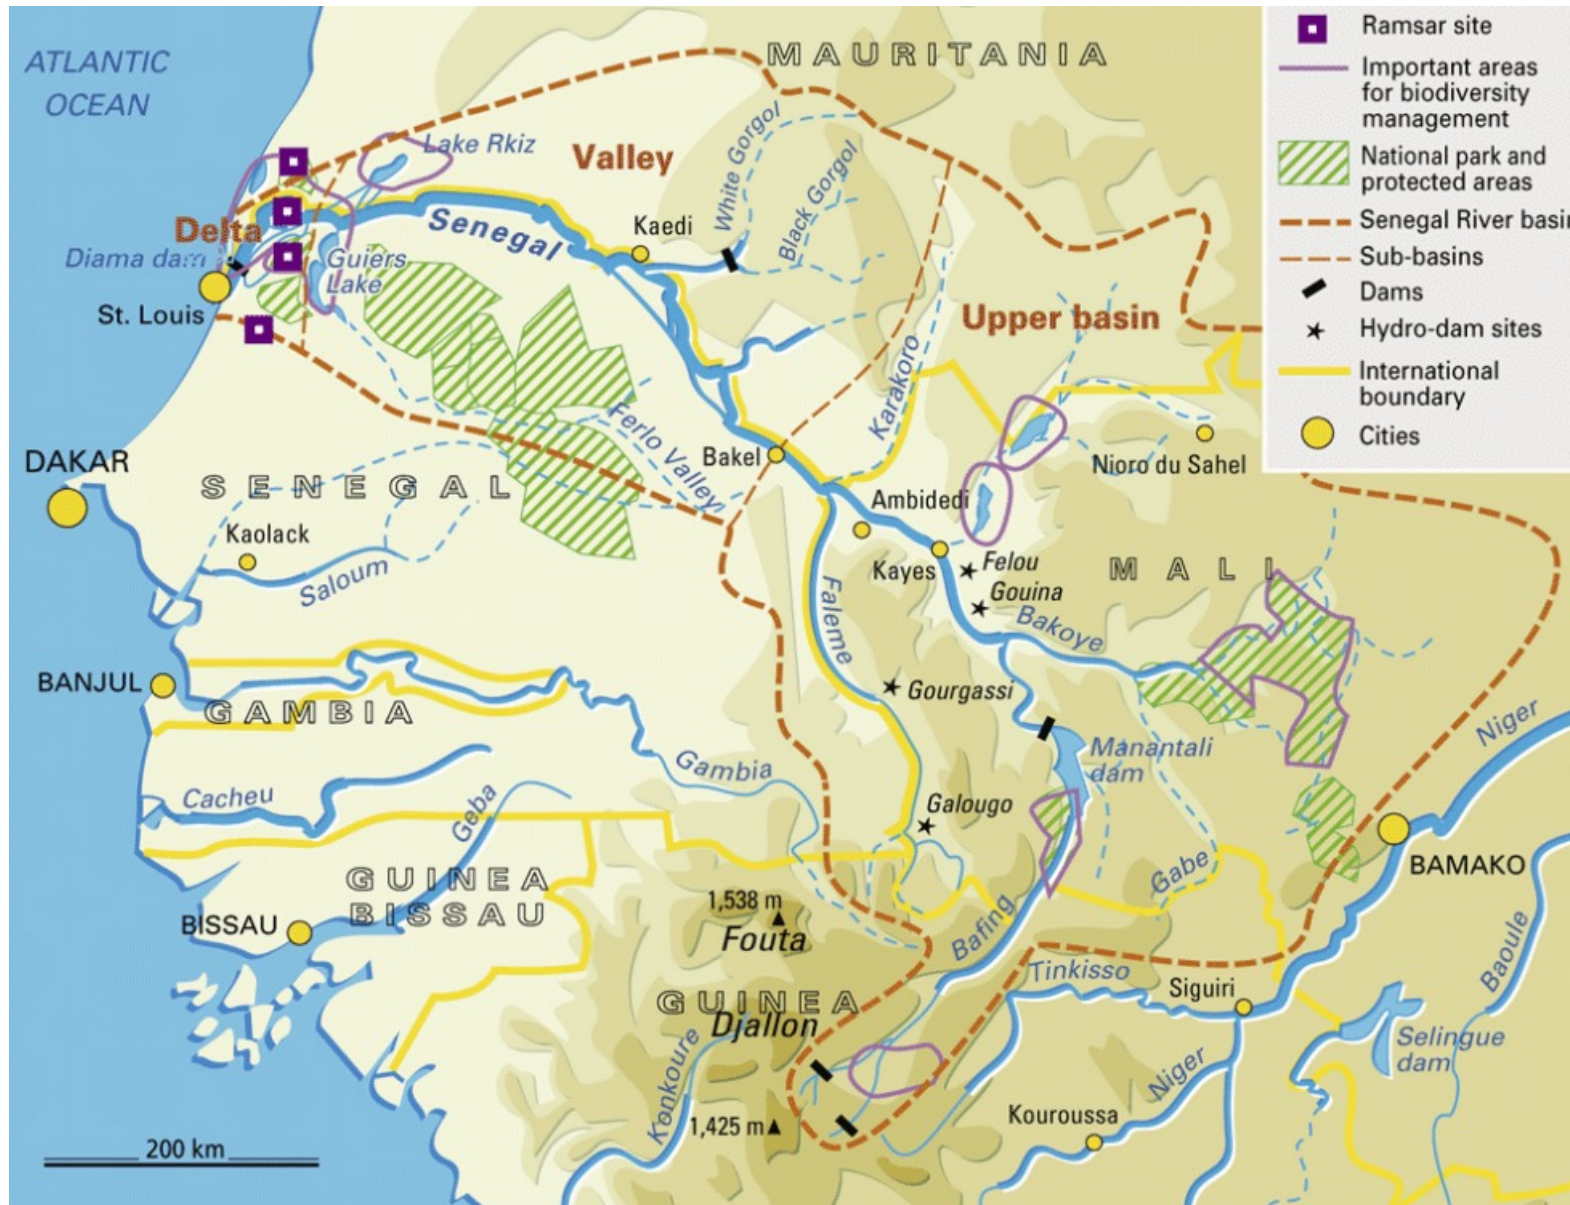 ATLANTIC
OCEAN
MAURITANIA
Ramsar site
Important areas
for biodiversity
management
National park and
protected areas
Senegal River basin
Sub-basins
Dams
Hydro-dam sites
International
boundary
Cities
Lake Rkiz
Valley
White Gorgol
Black Gorgol
Delta
Senegal
Kaedi
Diama dam
Guiers
Lake
St. Louis
Upper basin
Karakoro
Ferlo Valley
Bakel
Nioro du Sahel
DAKAR
SENEGAL
Ambidedi
Kaolack
Saloum
Kayes
Felou
Gouina
MALI
Faleme
Bakoye
BANJUL
GAMBIA
Gourgassi
Gambia
Manantali
dam
Niger
Cacheu
Geba
Galougo
BAMAKO
GUINEA
BISSAU
1,538 m
Fouta
Gabe
BISSAU
Bafing
Baoule
Tinkisso
Siguiri
GUINEA
Djallon
Selingue
dam
Konkoure
Niger
1,425 m
Kouroussa
200 km